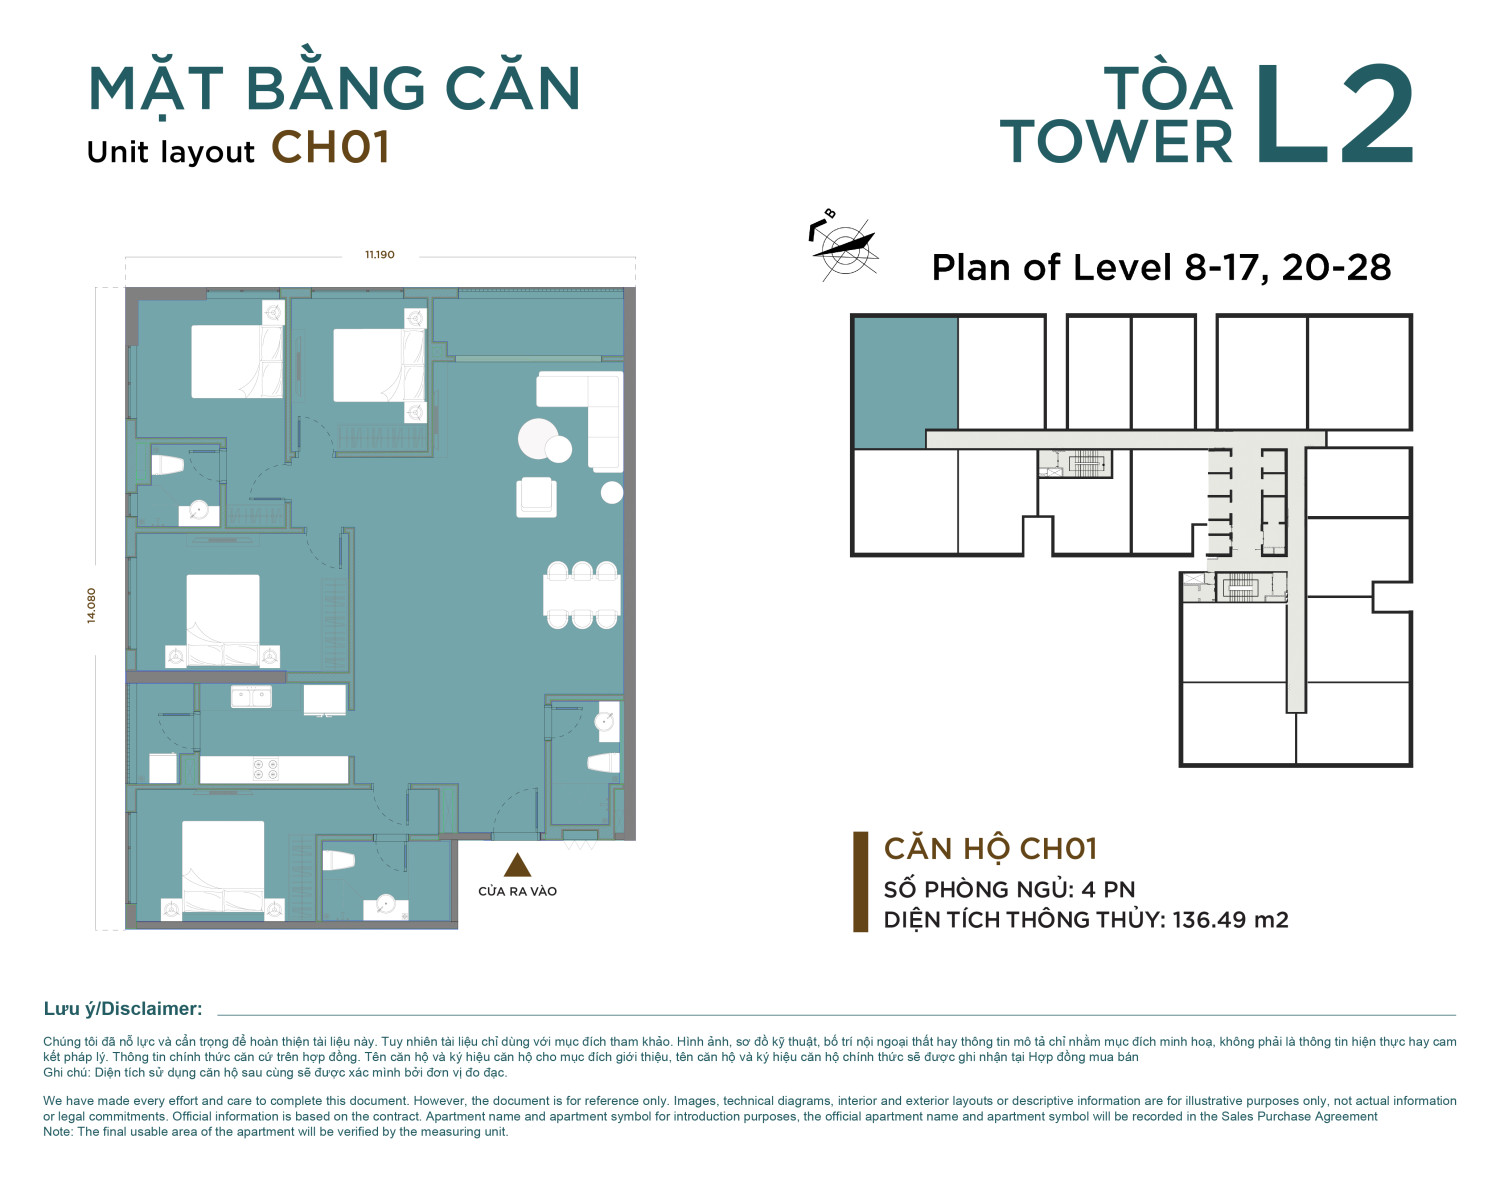 MẶT BẰNG CĂN
Unit layout CH01
TÒA
TOWER L2
B
Plan of Level 8-17, 20-28
11.190
14.080
CỦA RA VÀO
CĂN HỘ CH01
SỐ PHÒNG NGỦ: 4 PN
DIỆN TÍCH THÔNG THỦY: 136.49 m2
Lưu ý/Disclaimer:
Chúng tôi đã nỗ lực và cẩn trọng để hoàn thiện tài liệu này. Tuy nhiên tài liệu chỉ dùng với mục đích tham khảo. Hình ảnh, sơ đồ kỹ thuật, bố trí nội ngoại thất hay thông tin mô tả chỉ nhằm mục đích minh hoạ, không phải là thông tin hiện thực hay cam
kết pháp lý. Thông tin chính thức căn cứ trên hợp đồng. Tên căn hộ và ký hiệu căn hộ cho mục đích giới thiệu, tên căn hộ và ký hiệu căn hộ chính thức sẽ được ghi nhận tại Hợp đồng mua bán
Ghi chú: Diện tích sử dụng căn hộ sau cùng sẽ được xác minh bởi đơn vị đo đạc.
We have made every effort and care to complete this document. However, the document is for reference only. Images, technical diagrams, interior and exterior layouts or descriptive information are for illustrative purposes only, not actual information
or legal commitments. Official information is based on the contract. Apartment name and apartment symbol for introduction purposes, the official apartment name and apartment symbol will be recorded in the Sales Purchase Agreement
Note: The final usable area of the apartment will be verified by the measuring unit.